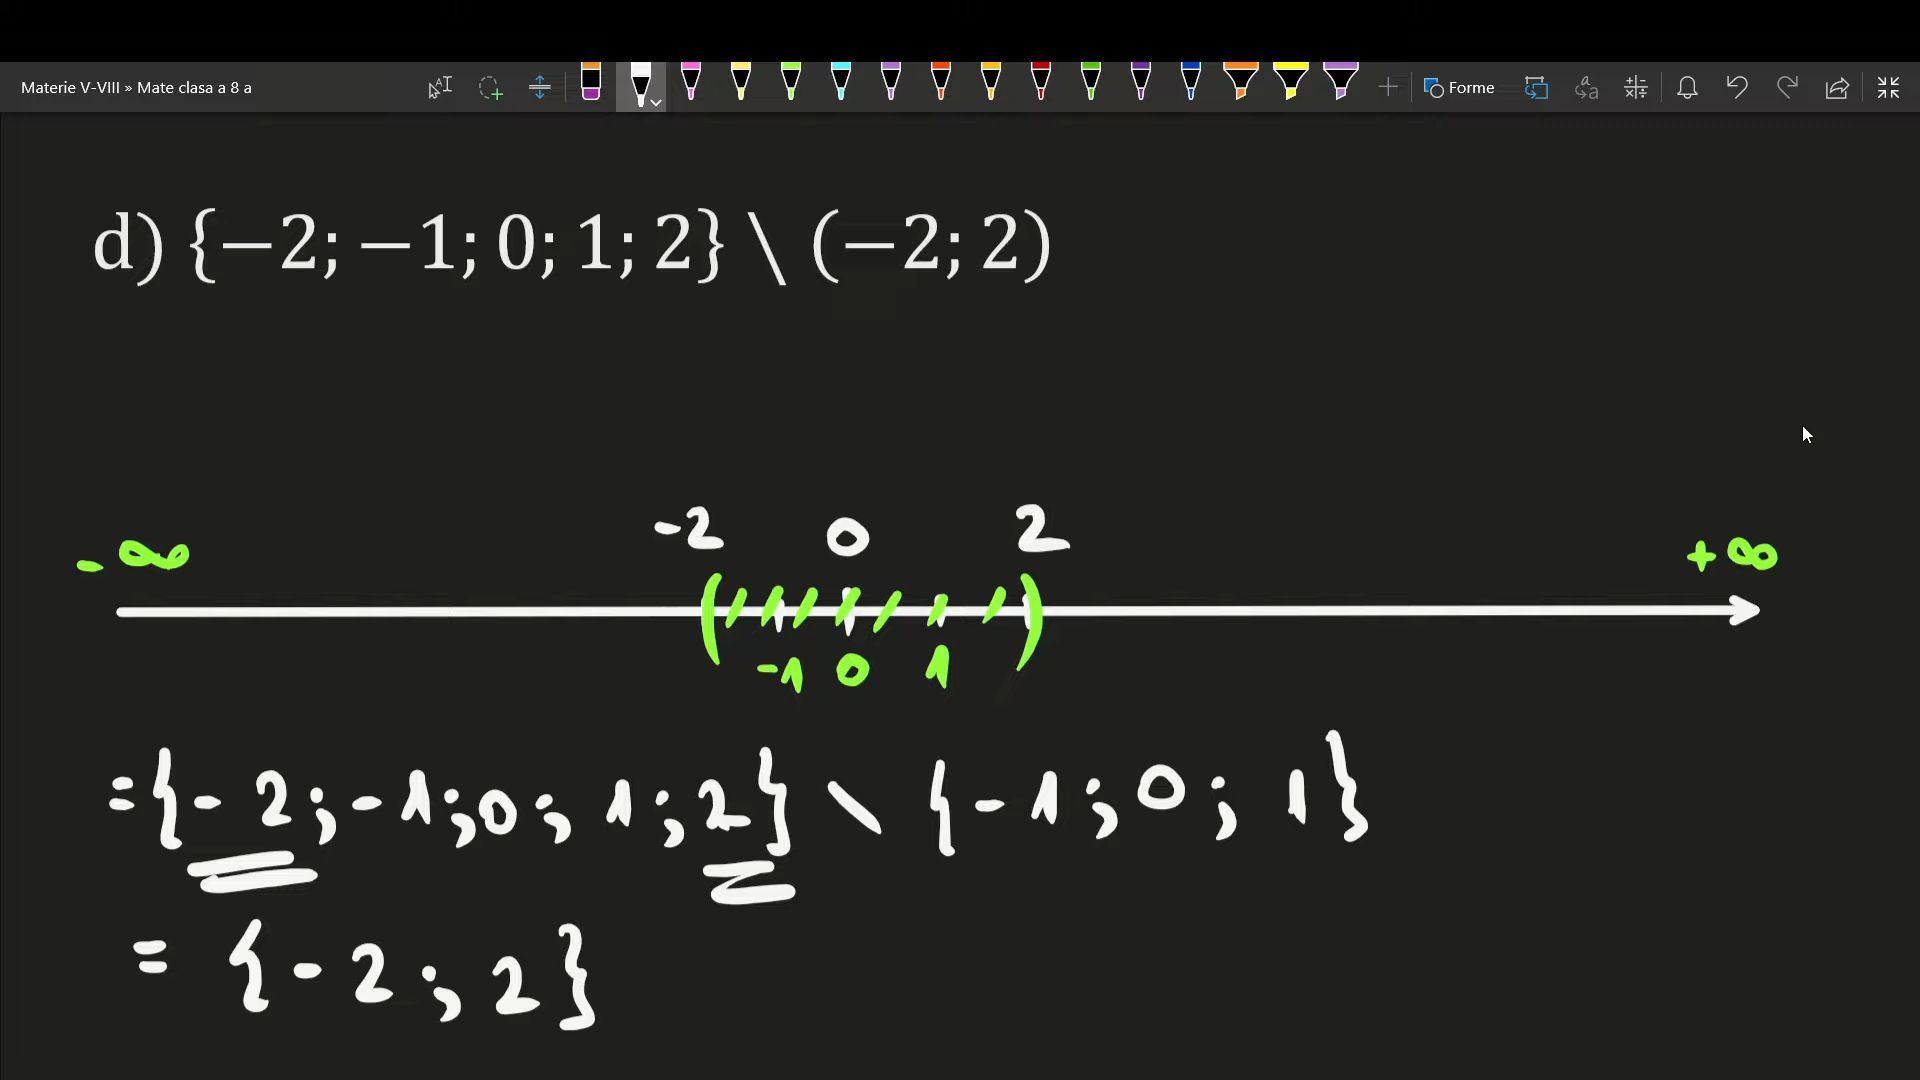 Materie V-VIII » Mate clasa a 8 a
Forme
d) {−2; −1; 0; 1; 2} \ (−2; 2)
-2 0 2
- ∞ + ∞
-1 0 1
= {-2; -1; 0; 1; 2} \ {-1; 0; 1}
= {-2; 2}